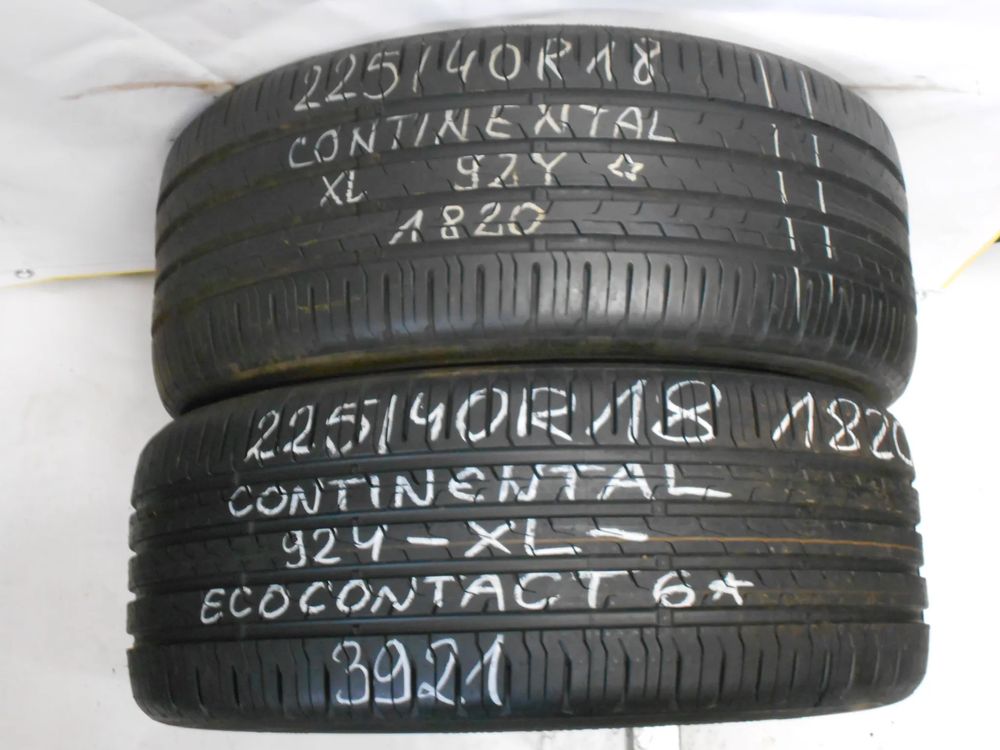 225/40R18
CONTINENTAL
XL 92Y ☆
1820
225/40R18 1820
CONTINENTAL
92Y - XL -
ECOCONTACT 6☆
3921